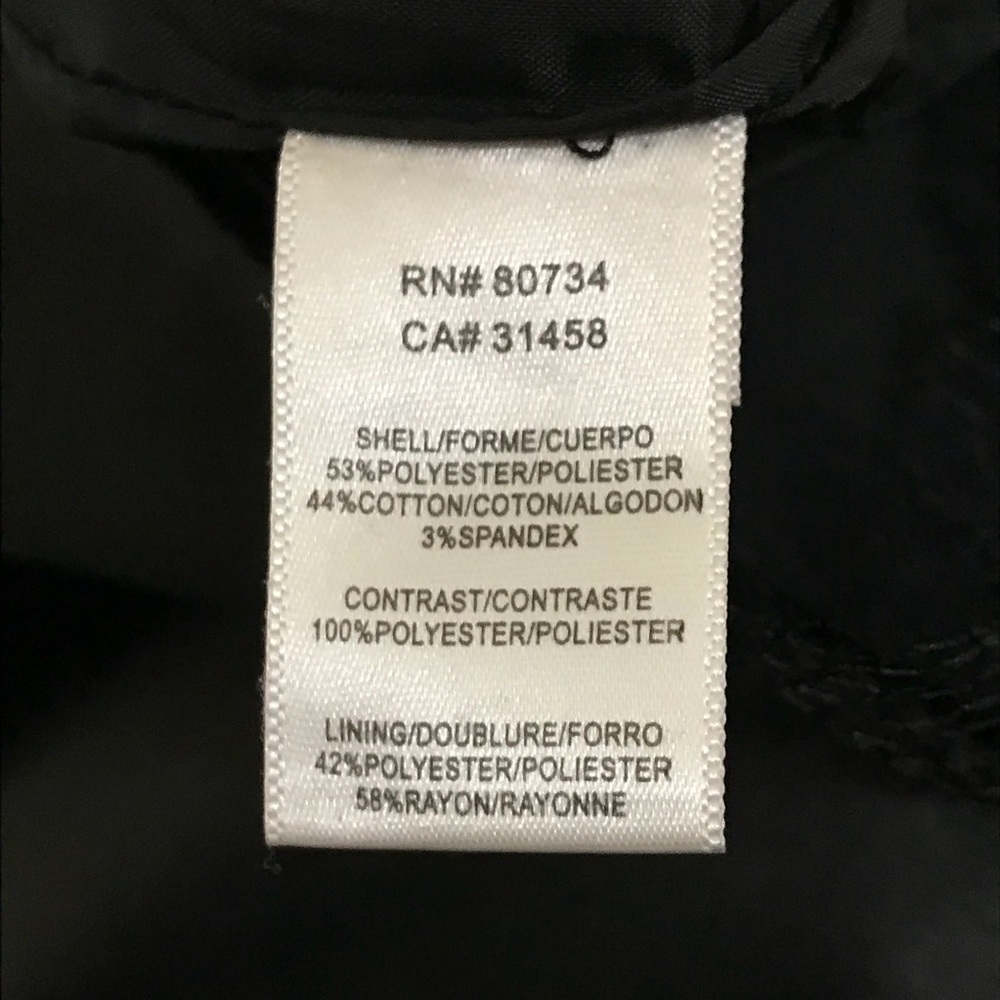 RN# 80734
CA# 31458
SHELL/FORME/CUERPO
53%POLYESTER/POLIESTER
44%COTTON/COTON/ALGODON
3%SPANDEX
CONTRAST/CONTRASTE
100%POLYESTER/POLIESTER
LINING/DOUBLURE/FORRO
42%POLYESTER/POLIESTER
58%RAYON/RAYONNE